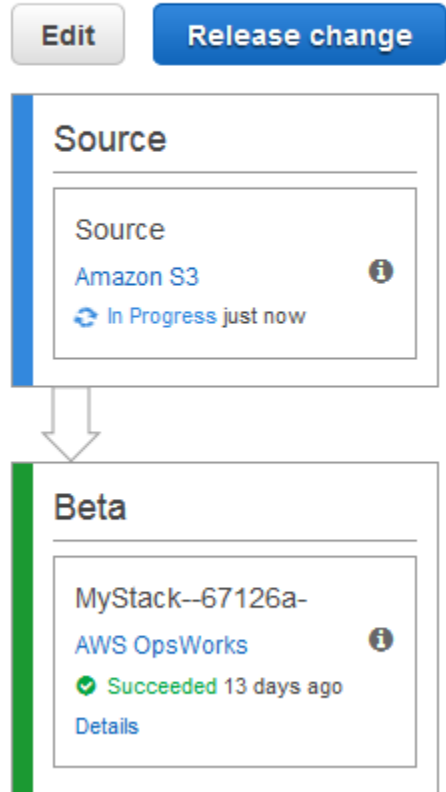 Edit
Release change
Source
Source
Amazon S3
In Progress just now
Beta
MyStack--67126a-
AWS OpsWorks
Succeeded 13 days ago
Details